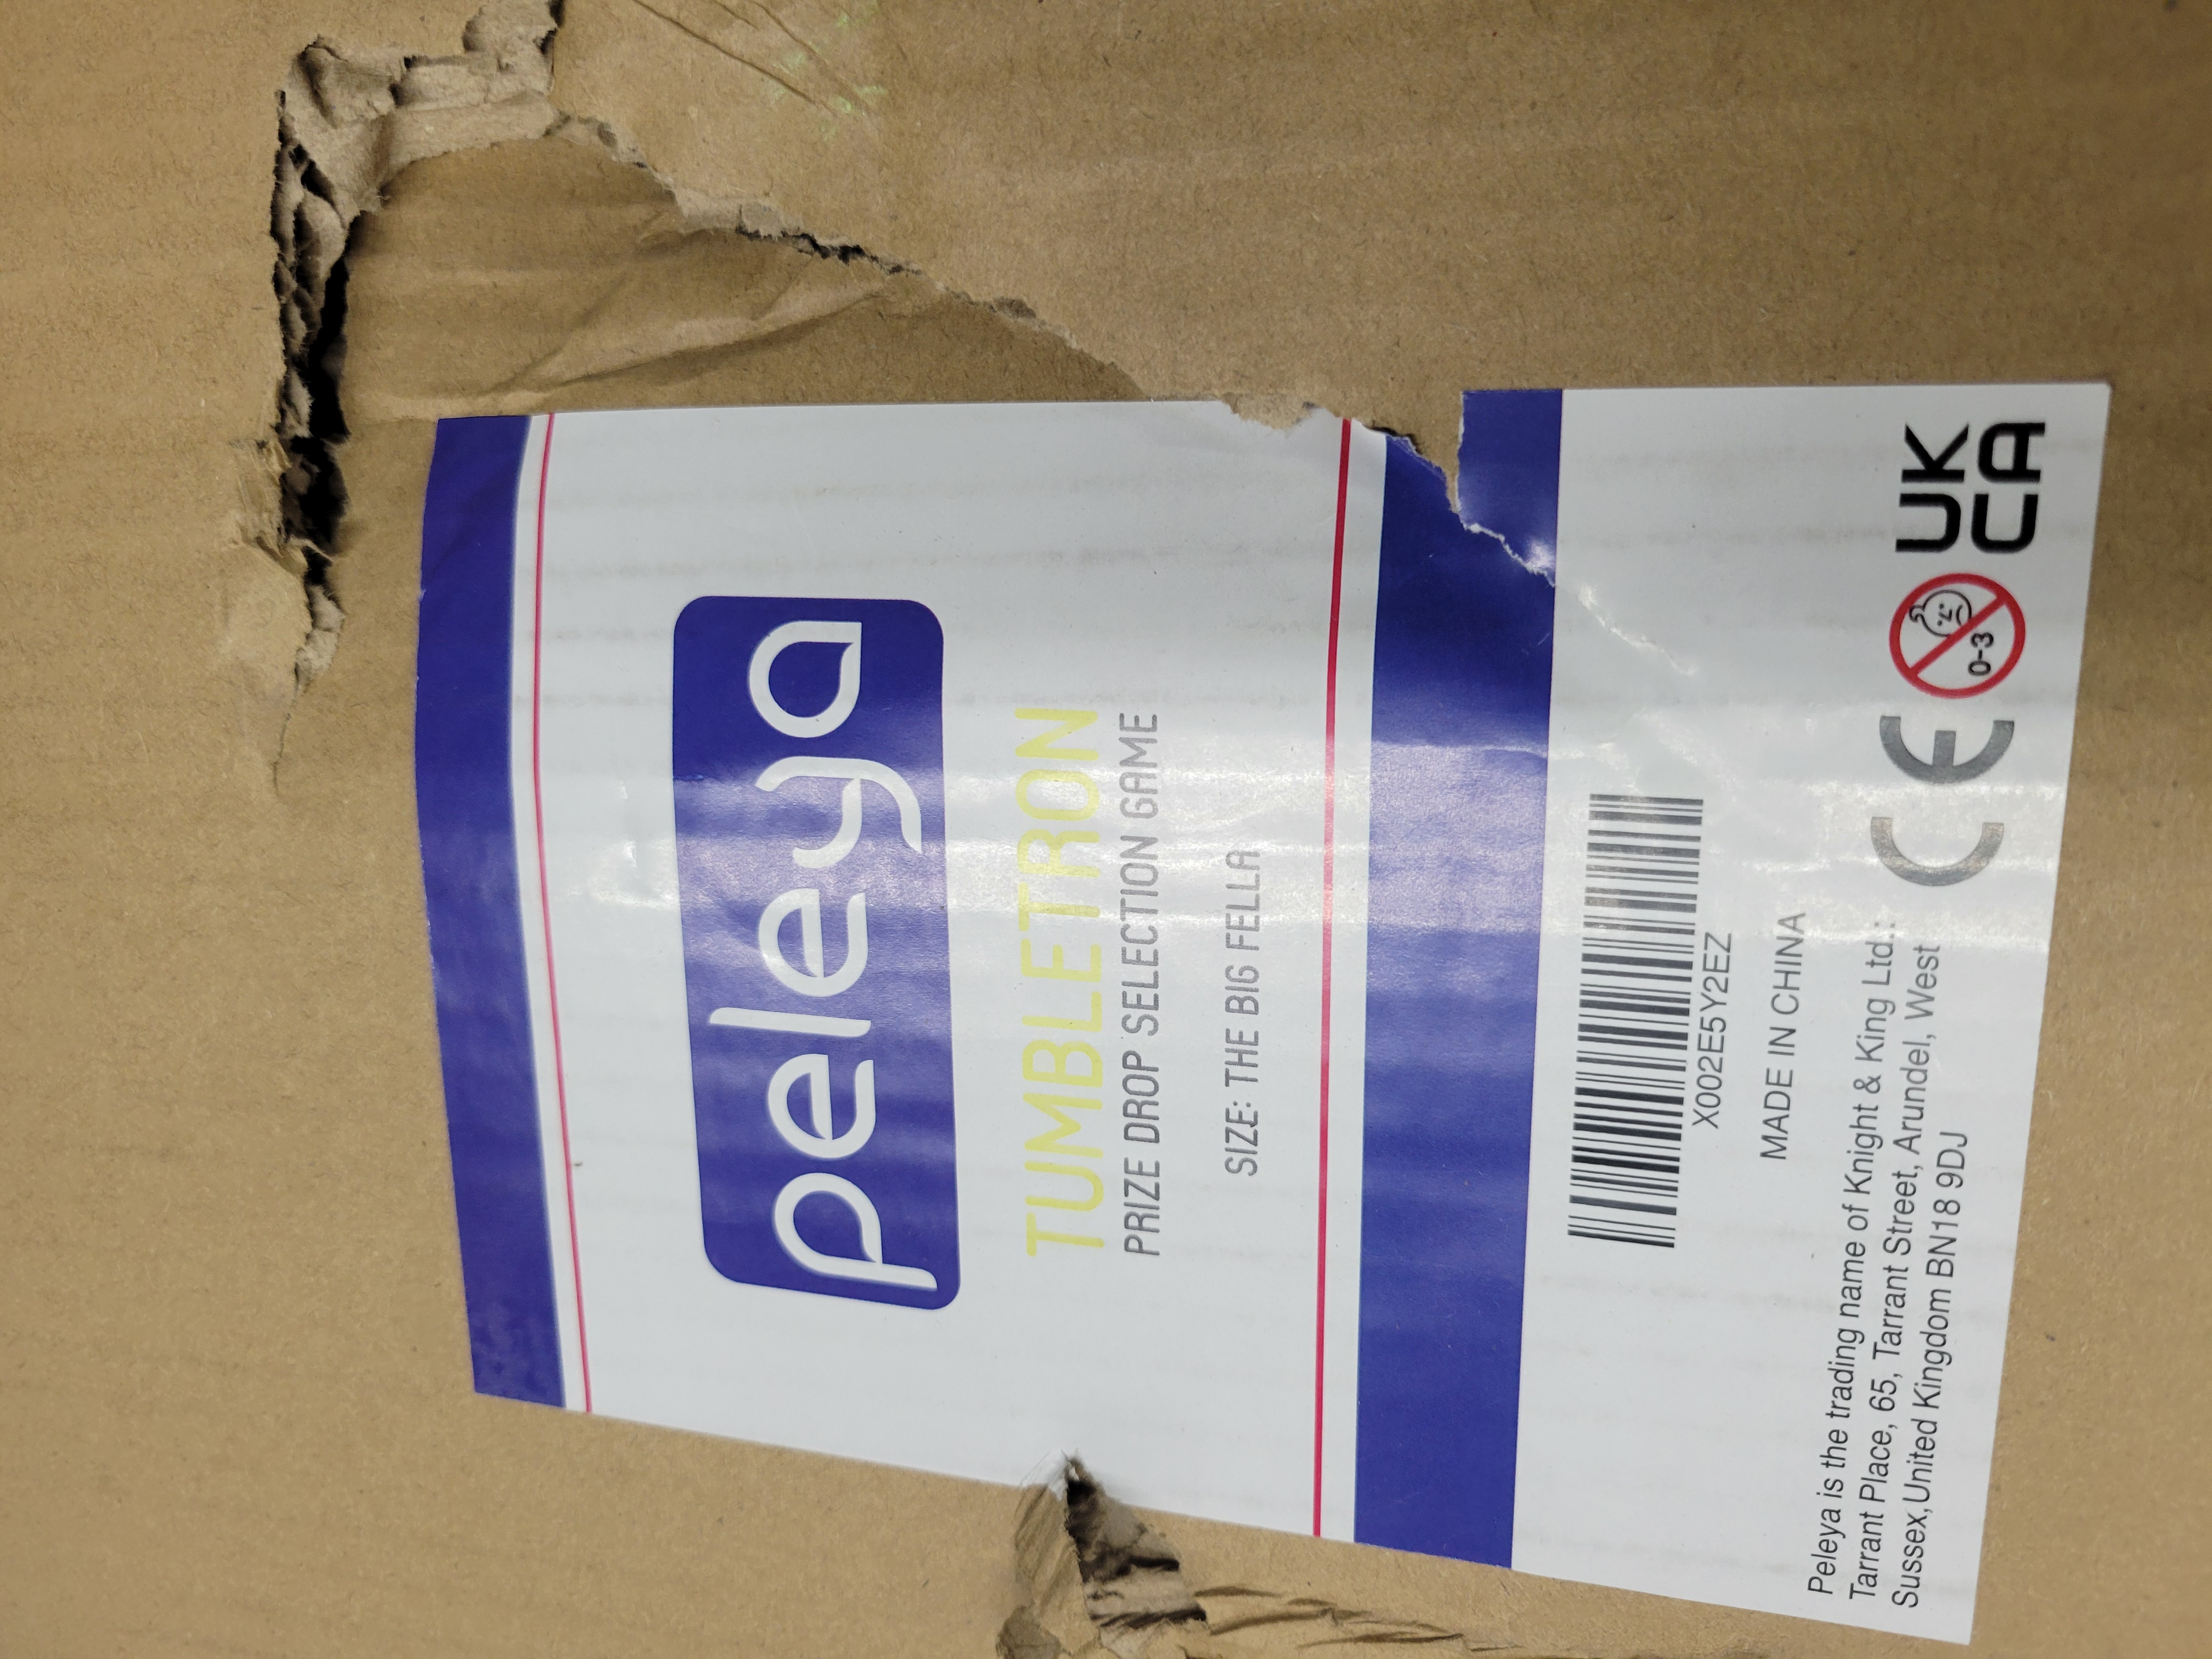 peleya
TUMBLETRON
PRIZE DROP SELECTION GAME
SIZE: THE BIG FELLA
X002E5Y2EZ
MADE IN CHINA
Peleya is the trading name of Knight & King Ltd.:
Tarrant Place, 65, Tarrant Street, Arundel, West
Sussex,United Kingdom BN18 9DJ
CE
0-3
UK
CA